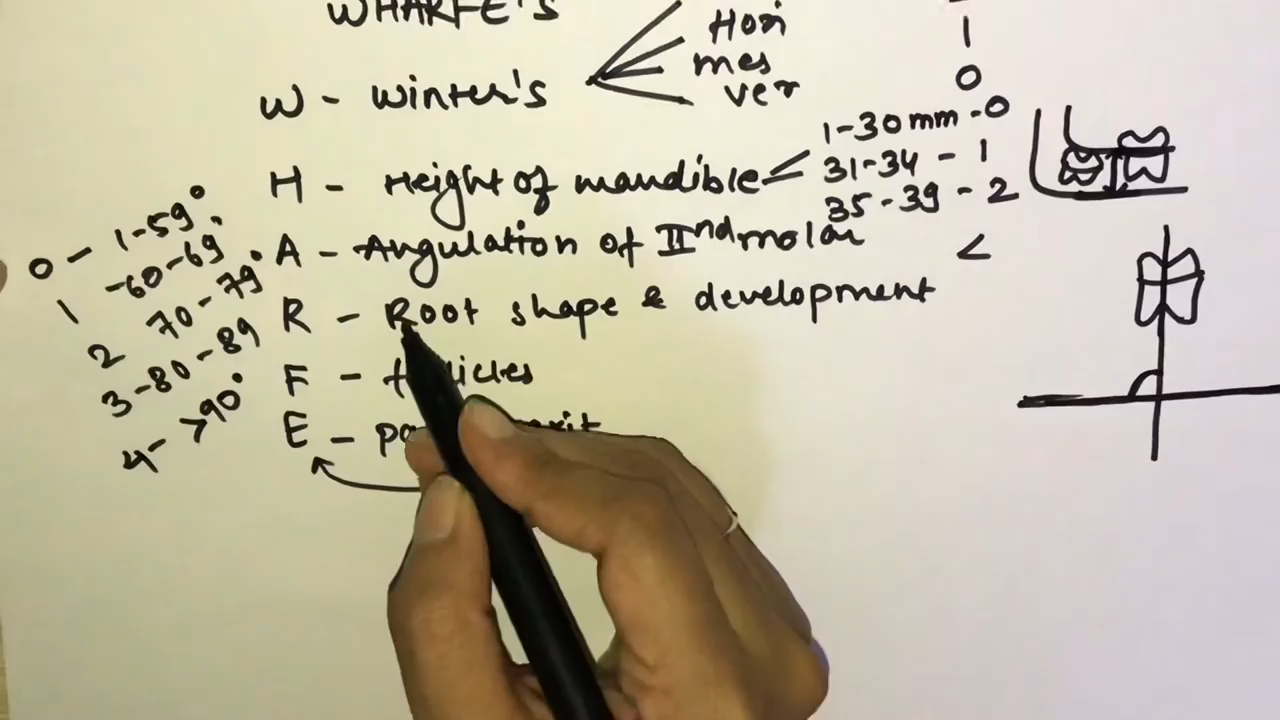 WHARFE's
W - Winter's
Hori
mes
ver
1
0
H - Height of mandible
1-30mm-0
31-34 - 1
35-39-2
A - Angulation of IInd molar <
0 - 1-59°
1 -60-69°
2 70-79°
3-80-89
4- >90°
R - Root shape & development
F -
E -